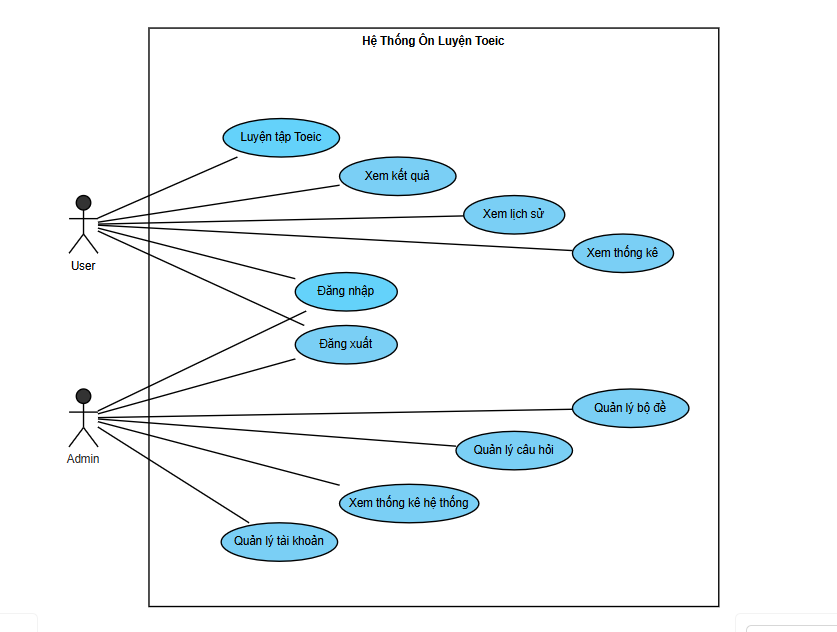 Hệ Thống Ôn Luyện Toeic
Luyện tập Toeic
Xem kết quả
Xem lịch sử
Xem thống kê
User
Đăng nhập
Đăng xuất
Quản lý bộ đề
Quản lý câu hỏi
Admin
Xem thống kê hệ thống
Quản lý tài khoản